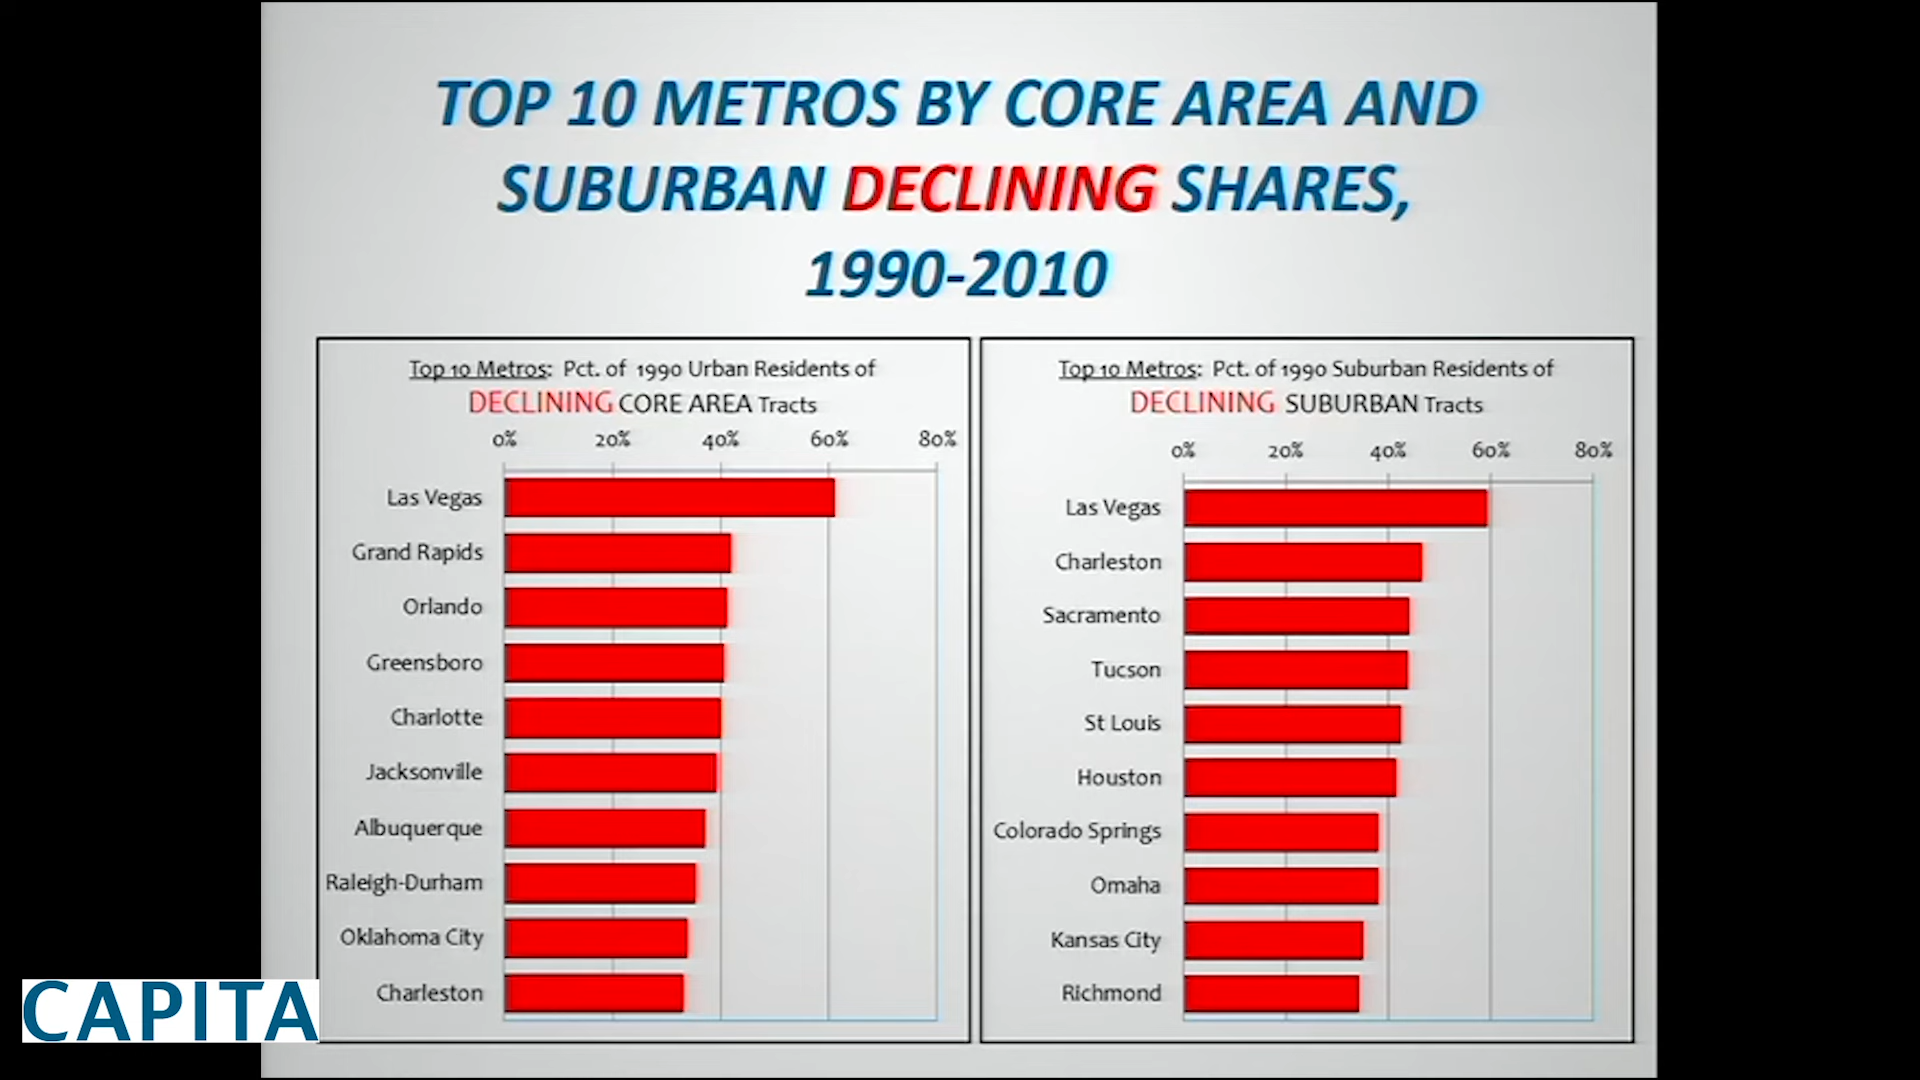 TOP 10 METROS BY CORE AREA AND
SUBURBAN DECLINING SHARES,
1990-2010
Top 10 Metros: Pct. of 1990 Urban Residents of
DECLINING CORE AREA Tracts
0% 20% 40% 60% 80%
Las Vegas
Grand Rapids
Orlando
Greensboro
Charlotte
Jacksonville
Albuquerque
Raleigh-Durham
Oklahoma City
Charleston
Top 10 Metros: Pct. of 1990 Suburban Residents of
DECLINING SUBURBAN Tracts
0% 20% 40% 60% 80%
Las Vegas
Charleston
Sacramento
Tucson
St Louis
Houston
Colorado Springs
Omaha
Kansas City
Richmond
CAPITA